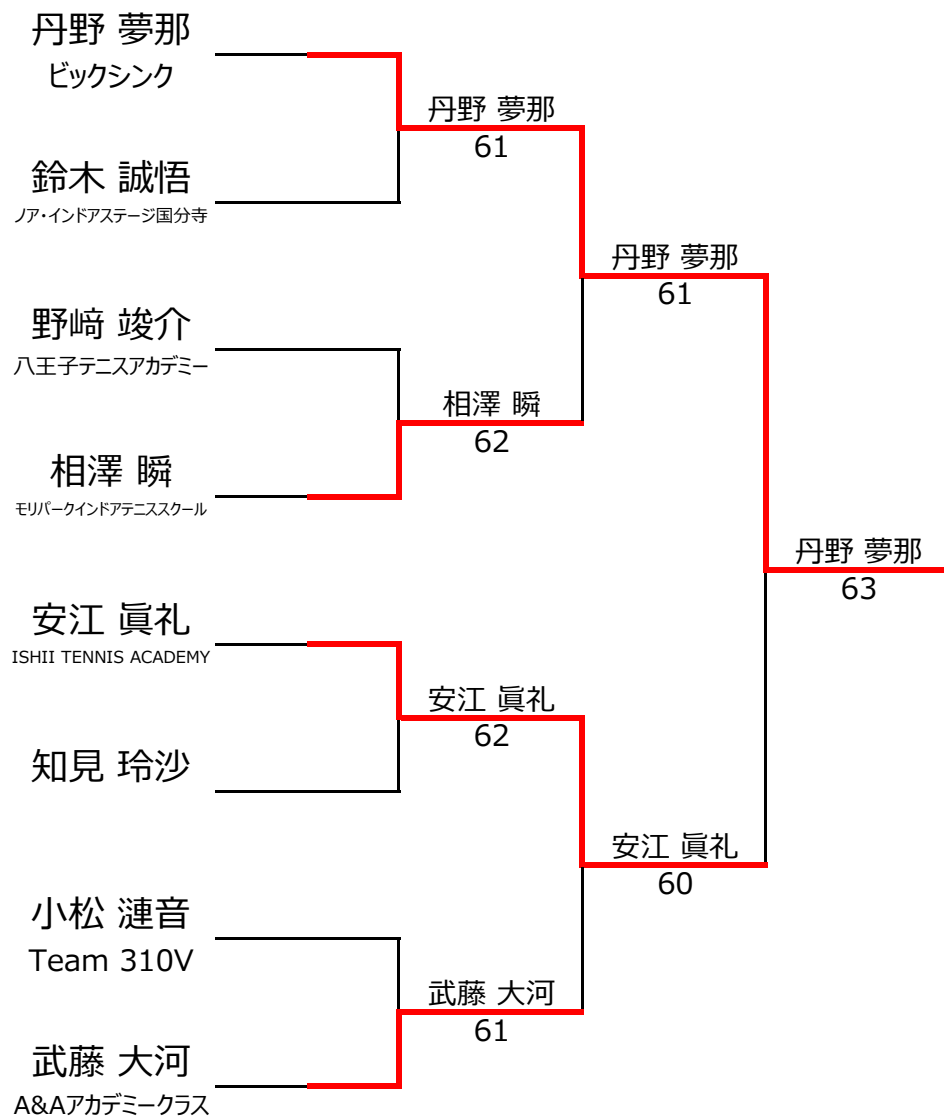 丹野 夢那
ビックシンク
鈴木 誠悟
ノア・インドアステージ国分寺
野﨑 竣介
八王子テニスアカデミー
相澤 瞬
モリパークインドアテニススクール
安江 眞礼
ISHII TENNIS ACADEMY
知見 玲沙
小松 漣音
Team 310V
武藤 大河
A&Aアカデミークラス
丹野 夢那
61
相澤 瞬
62
安江 眞礼
62
武藤 大河
61
丹野 夢那
61
安江 眞礼
60
丹野 夢那
63